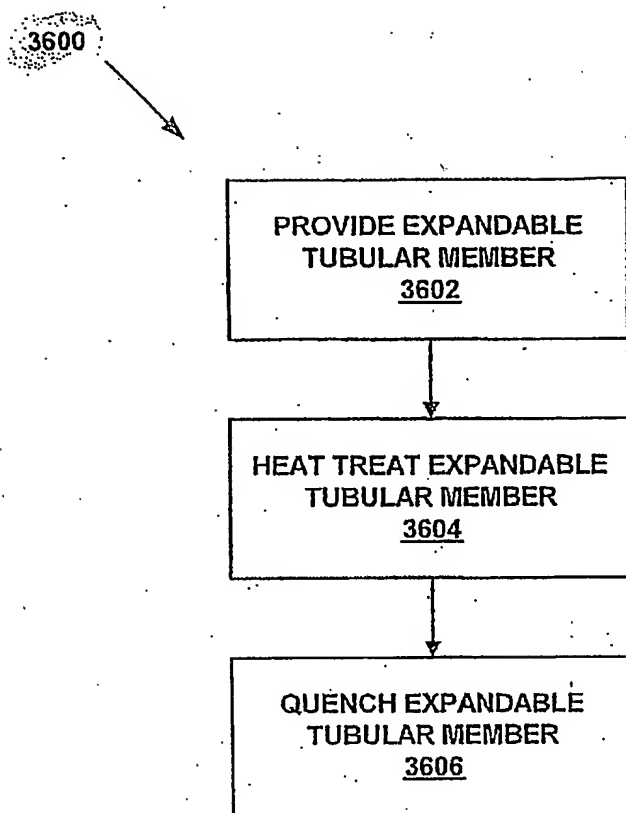 3600
PROVIDE EXPANDABLE
TUBULAR MEMBER
3602
HEAT TREAT EXPANDABLE
TUBULAR MEMBER
3604
QUENCH EXPANDABLE
TUBULAR MEMBER
3606